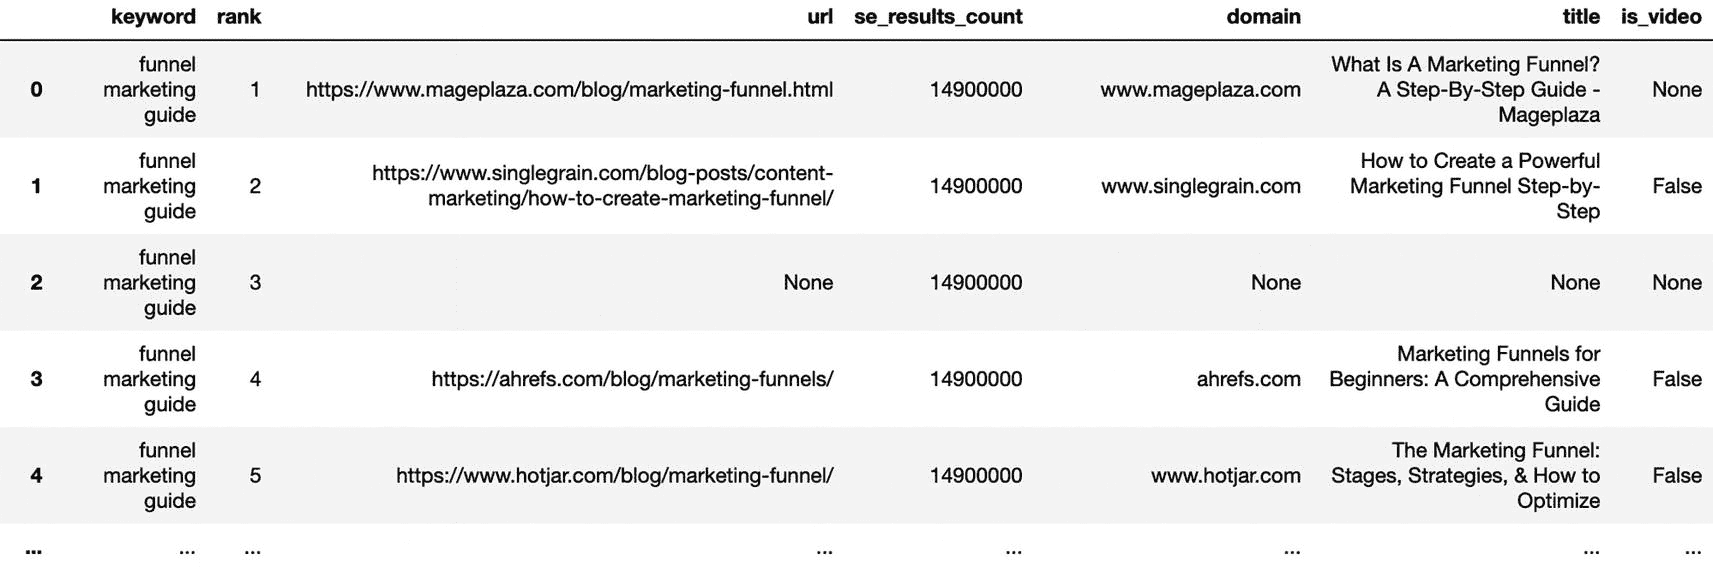 keyword rank url se_results_count domain title is_video
funnel What Is A Marketing Funnel?
0 marketing 1 https://www.mageplaza.com/blog/marketing-funnel.html 14900000 www.mageplaza.com A Step-By-Step Guide - None
guide Mageplaza
funnel https://www.singlegrain.com/blog-posts/content- How to Create a Powerful
1 marketing 2 marketing/how-to-create-marketing-funnel/ 14900000 www.singlegrain.com Marketing Funnel Step-by- False
guide Step
funnel
2 marketing 3 None 14900000 None None None
guide
funnel Marketing Funnels for
3 marketing 4 https://ahrefs.com/blog/marketing-funnels/ 14900000 ahrefs.com Beginners: A Comprehensive False
guide Guide
funnel The Marketing Funnel:
4 marketing 5 https://www.hotjar.com/blog/marketing-funnel/ 14900000 www.hotjar.com Stages, Strategies, & How to False
guide Optimize
... ... ... ... ... ... ... ...